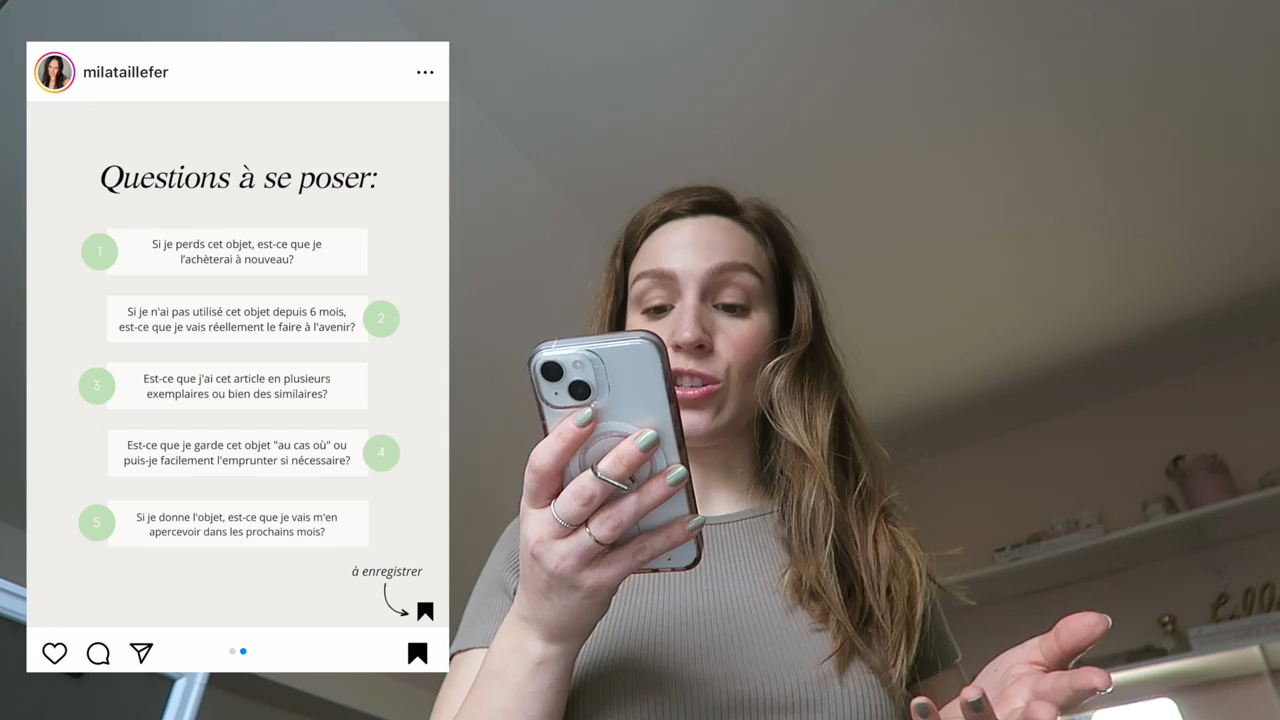 milataillefer
Questions à se poser:
1
Si je perds cet objet, est-ce que je
l'achèterai à nouveau?
Si je n'ai pas utilisé cet objet depuis 6 mois,
est-ce que je vais réellement le faire à l'avenir?
2
3
Est-ce que j'ai cet article en plusieurs
exemplaires ou bien des similaires?
Est-ce que je garde cet objet "au cas où" ou
puis-je facilement l'emprunter si nécessaire?
4
5
Si je donne l'objet, est-ce que je vais m'en
apercevoir dans les prochains mois?
à enregistrer